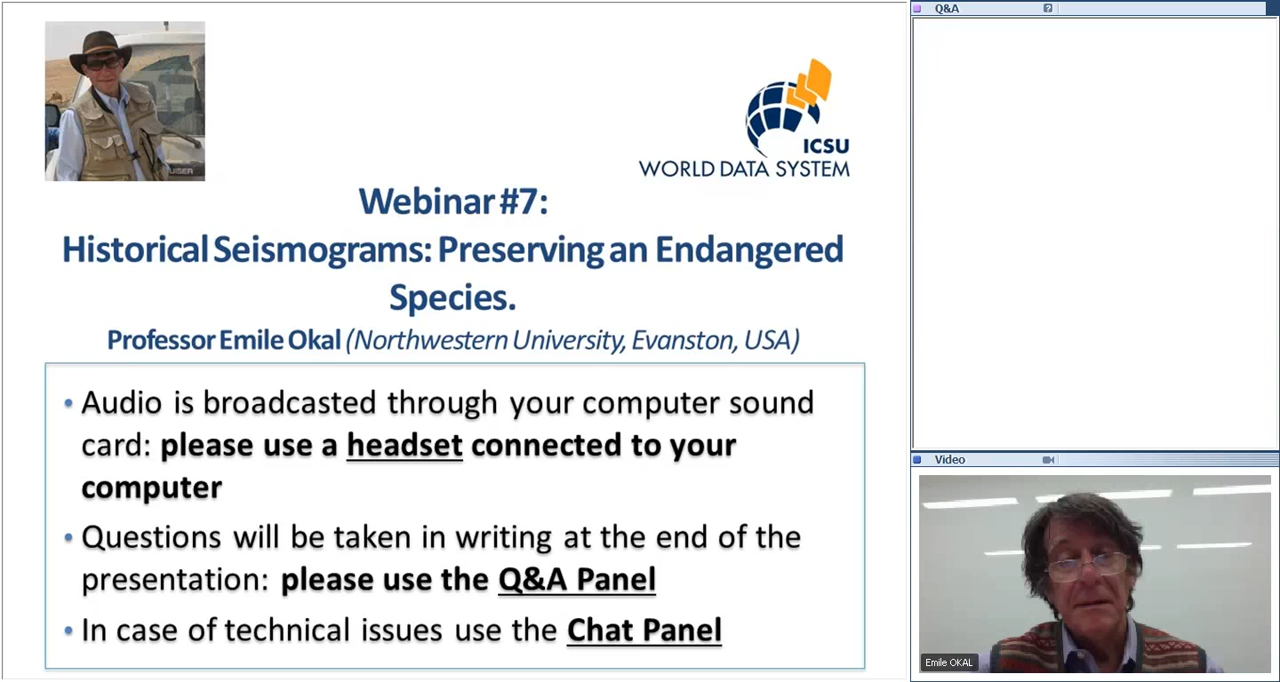 ICSU
WORLD DATA SYSTEM
UISER
Webinar #7:
Historical Seismograms: Preserving an Endangered
Species.
Professor Emile Okal (Northwestern University, Evanston, USA)
• Audio is broadcasted through your computer sound
card: please use a headset connected to your
computer
• Questions will be taken in writing at the end of the
presentation: please use the Q&A Panel
• In case of technical issues use the Chat Panel
Q&A
?
Video
Emile OKAL